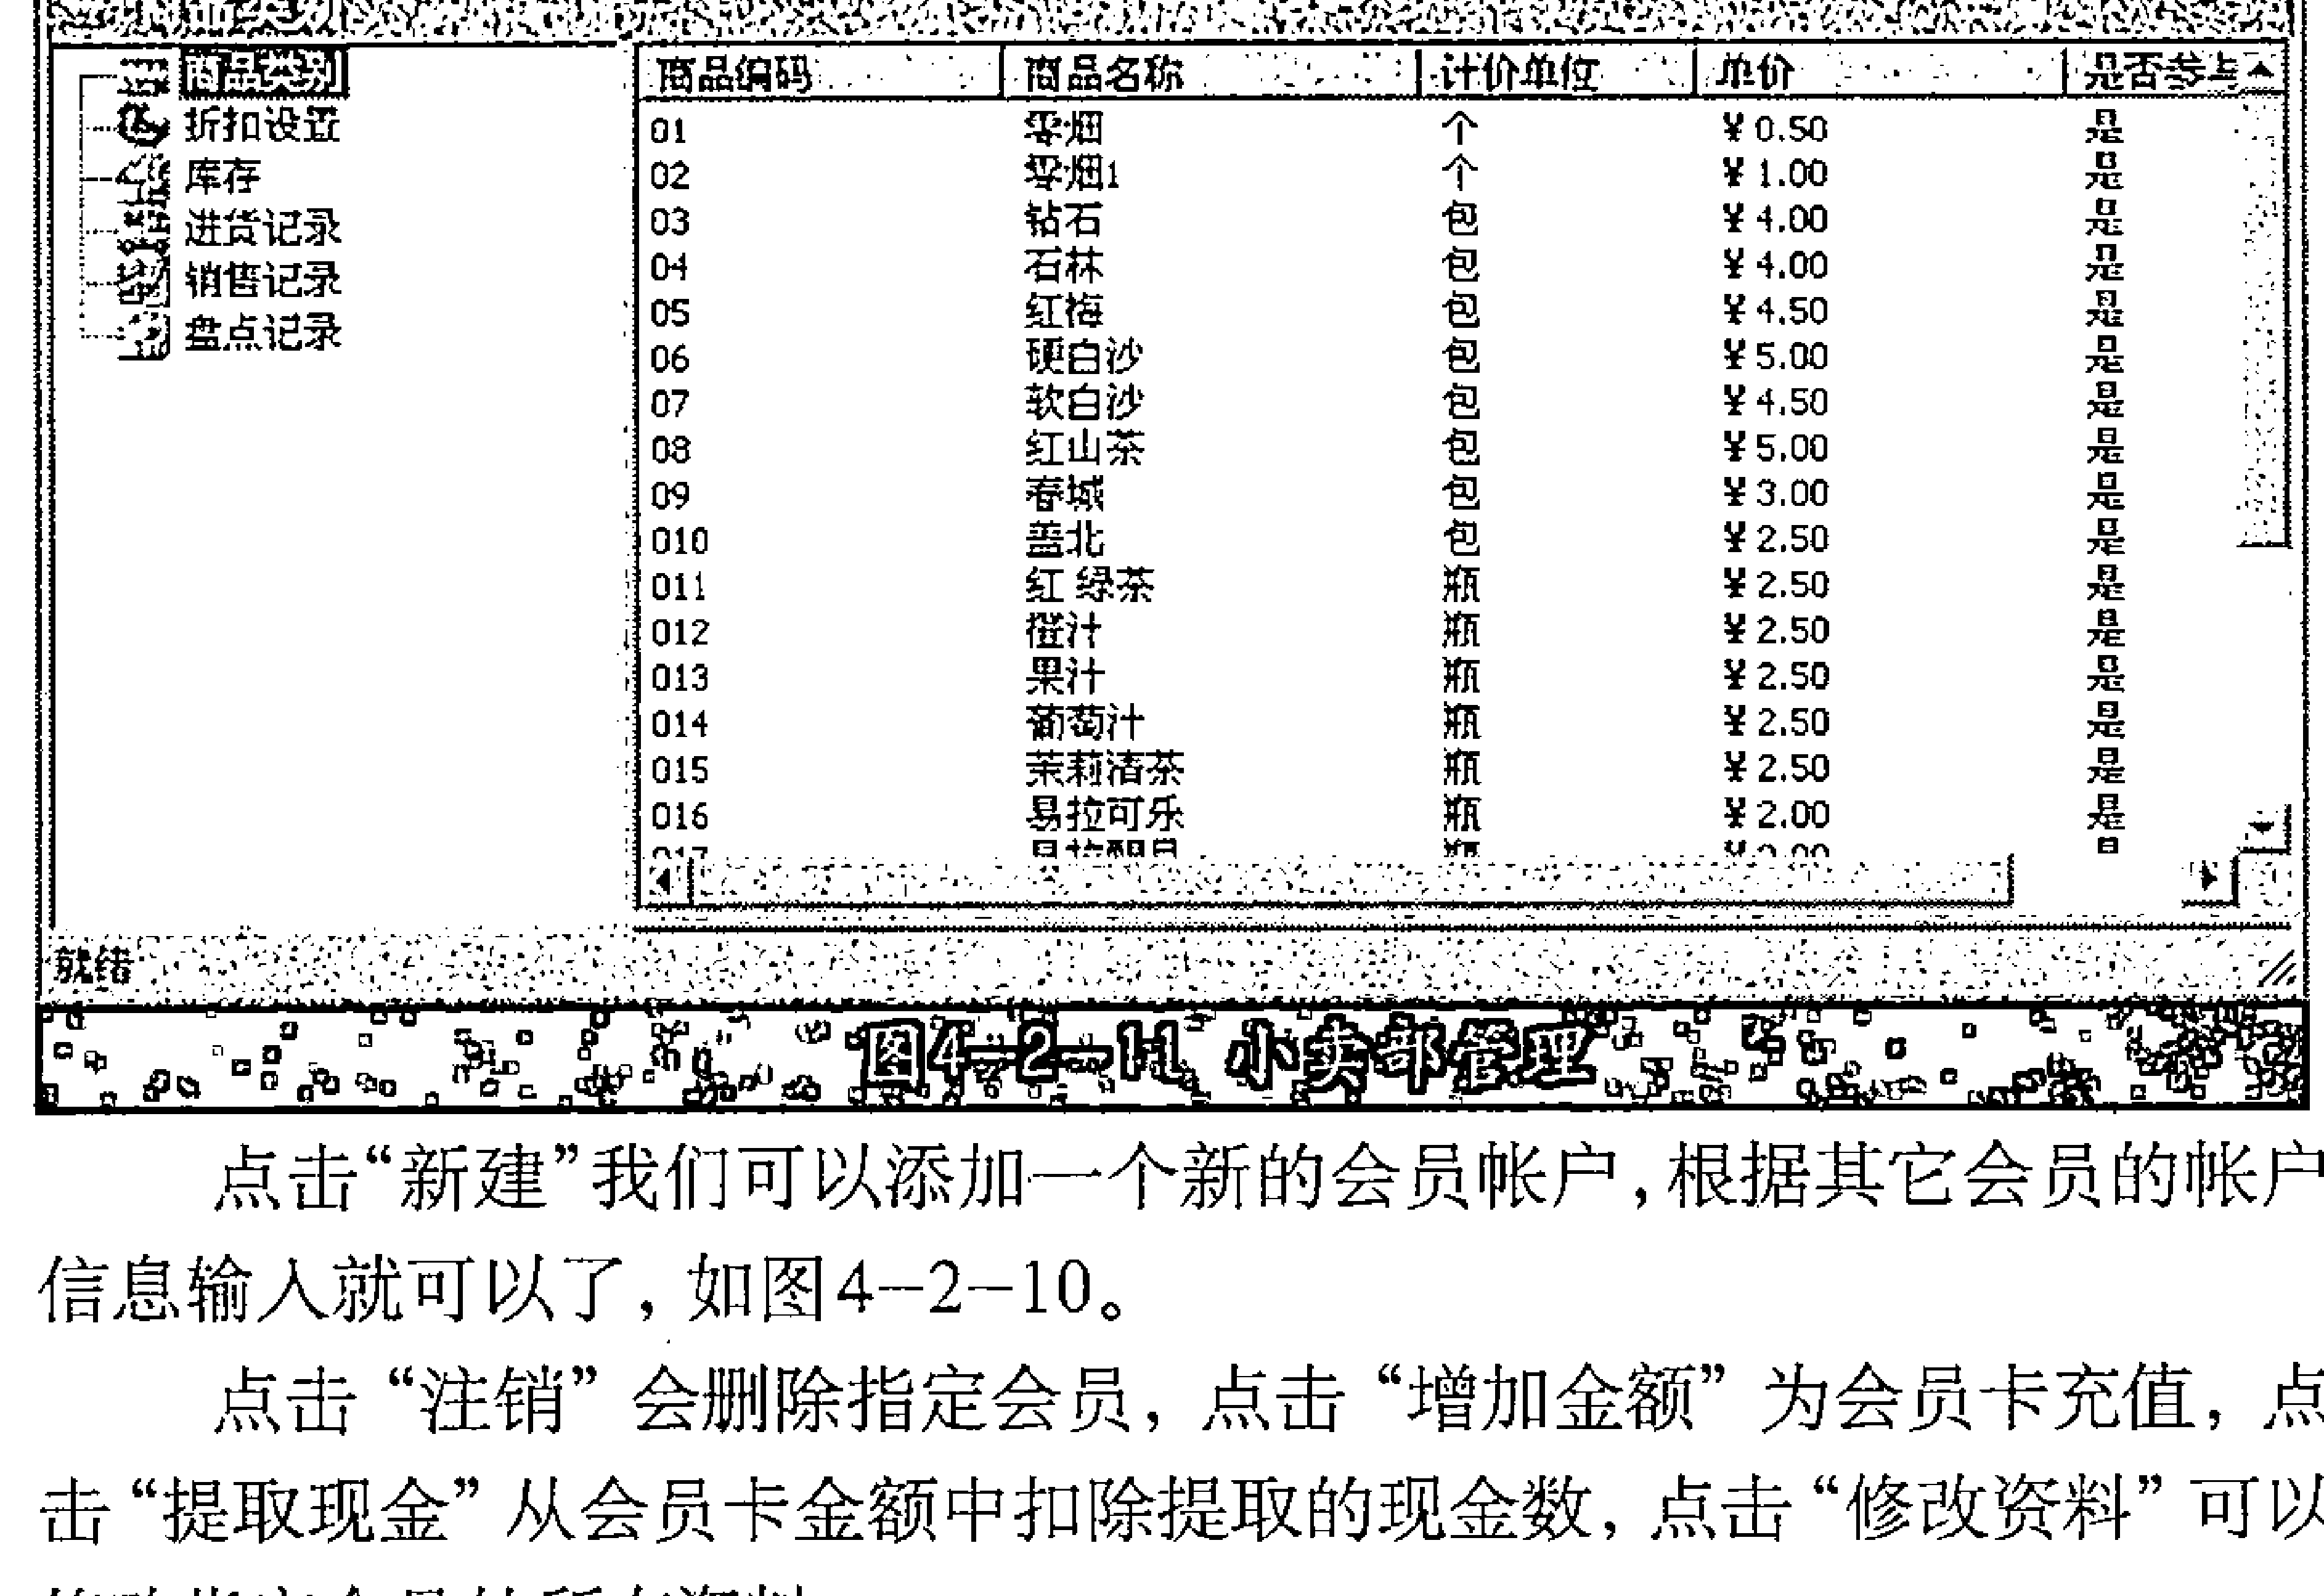 商品类别
商品类别
折扣设置
库存
进货记录
销售记录
盘点记录
商品编码 商品名称 计价单位 单价 是否参与
01 零烟 个 ¥0.50 是
02 零烟1 个 ¥1.00 是
03 钻石 包 ¥4.00 是
04 石林 包 ¥4.00 是
05 红梅 包 ¥4.50 是
06 硬白沙 包 ¥5.00 是
07 软白沙 包 ¥4.50 是
08 红山茶 包 ¥5.00 是
09 春城 包 ¥3.00 是
010 盖北 包 ¥2.50 是
011 红 绿茶 瓶 ¥2.50 是
012 橙汁 瓶 ¥2.50 是
013 果汁 瓶 ¥2.50 是
014 葡萄汁 瓶 ¥2.50 是
015 茉莉清茶 瓶 ¥2.50 是
016 易拉可乐 瓶 ¥2.00 是
017
就绪
图4-2-11 小卖部管理
点击“新建”我们可以添加一个新的会员帐户,根据其它会员的帐户
信息输入就可以了,如图4-2-10。
点击“注销”会删除指定会员,点击“增加金额”为会员卡充值,点
击“提取现金”从会员卡金额中扣除提取的现金数,点击“修改资料”可以